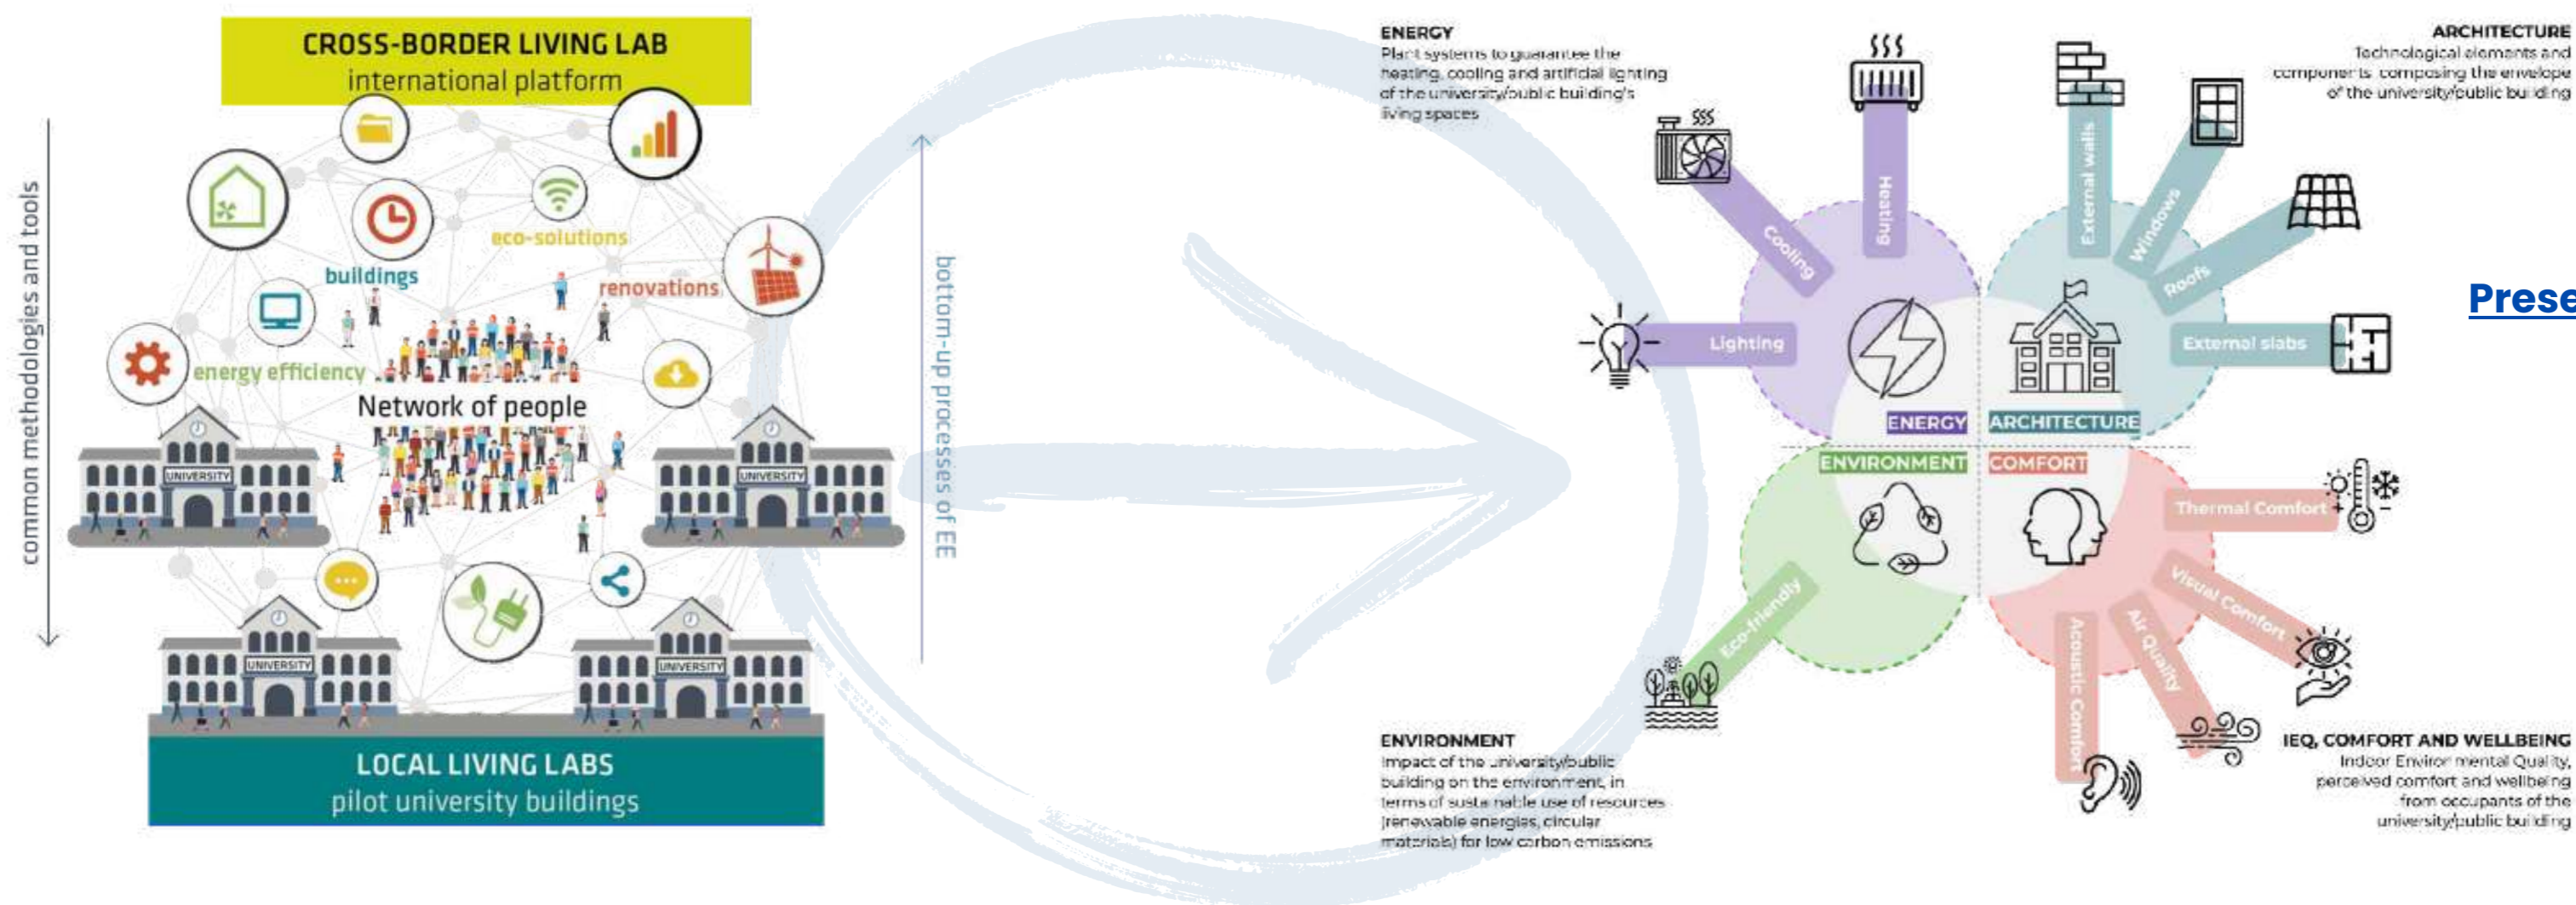 CROSS-BORDER LIVING LAB
international platform
common methodologies and tools
eco-solutions
buildings
renovations
energy efficiency
Network of people
UNIVERSITY
UNIVERSITY
UNIVERSITY
UNIVERSITY
LOCAL LIVING LABS
pilot university buildings
bottom-up processes of EE
ENERGY
Plant systems to guarantee the
heating, cooling and artificial lighting
of the university/public building's
living spaces
ARCHITECTURE
Technological elements and
components composing the envelope
of the university/public building
Heating
Cooling
Lighting
External walls
Windows
Roofs
External slabs
Prese
ENERGY
ARCHITECTURE
ENVIRONMENT
COMFORT
Thermal Comfort
Visual Comfort
Air Quality
Acoustic Comfort
Eco-friendly
ENVIRONMENT
Impact of the university/public
building on the environment, in
terms of sustainable use of resources
(renewable energies, circular
materials) for low carbon emissions
IEQ, COMFORT AND WELLBEING
Indoor Environmental Quality,
perceived comfort and wellbeing
from occupants of the
university/public building